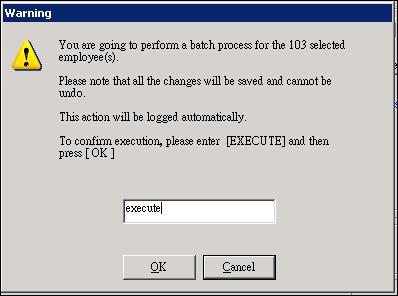 Warning
You are going to perform a batch process for the 103 selected
employee(s).
Please note that all the changes will be saved and cannot be
undo.
This action will be logged automatically.
To confirm execution, please enter [EXECUTE] and then
press [ OK ]
execute
OK
Cancel